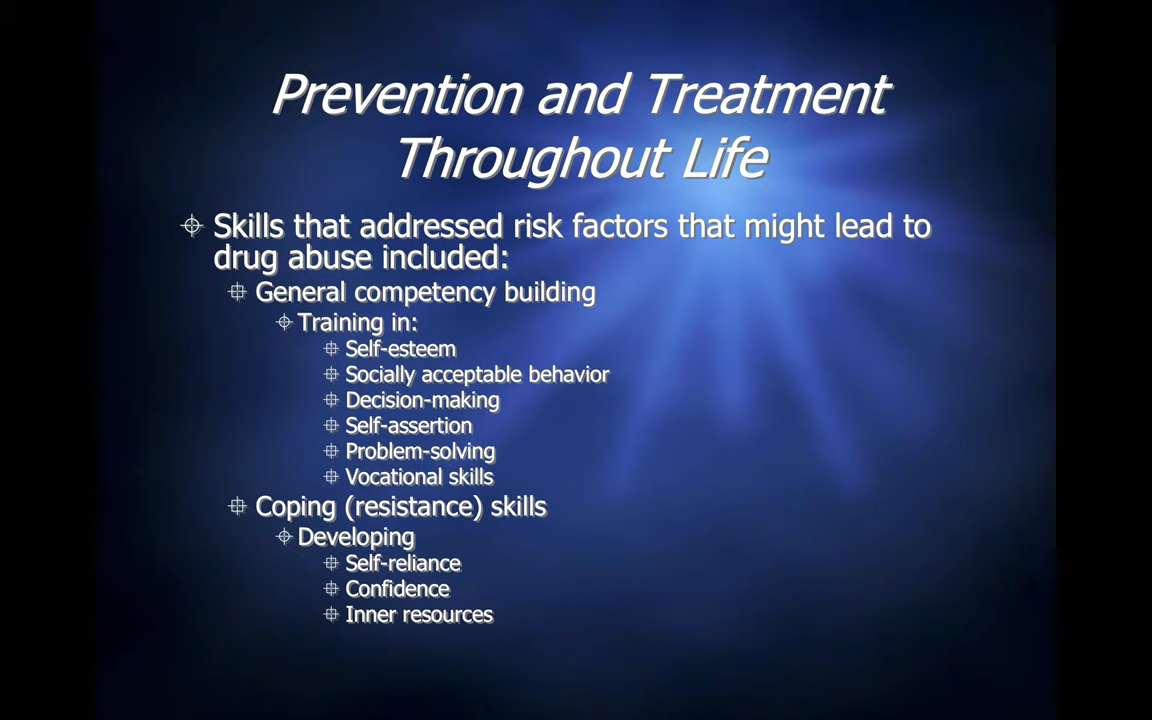 Prevention and Treatment
Throughout Life
Skills that addressed risk factors that might lead to
drug abuse included:
General competency building
Training in:
Self-esteem
Socially acceptable behavior
Decision-making
Self-assertion
Problem-solving
Vocational skills
Coping (resistance) skills
Developing
Self-reliance
Confidence
Inner resources